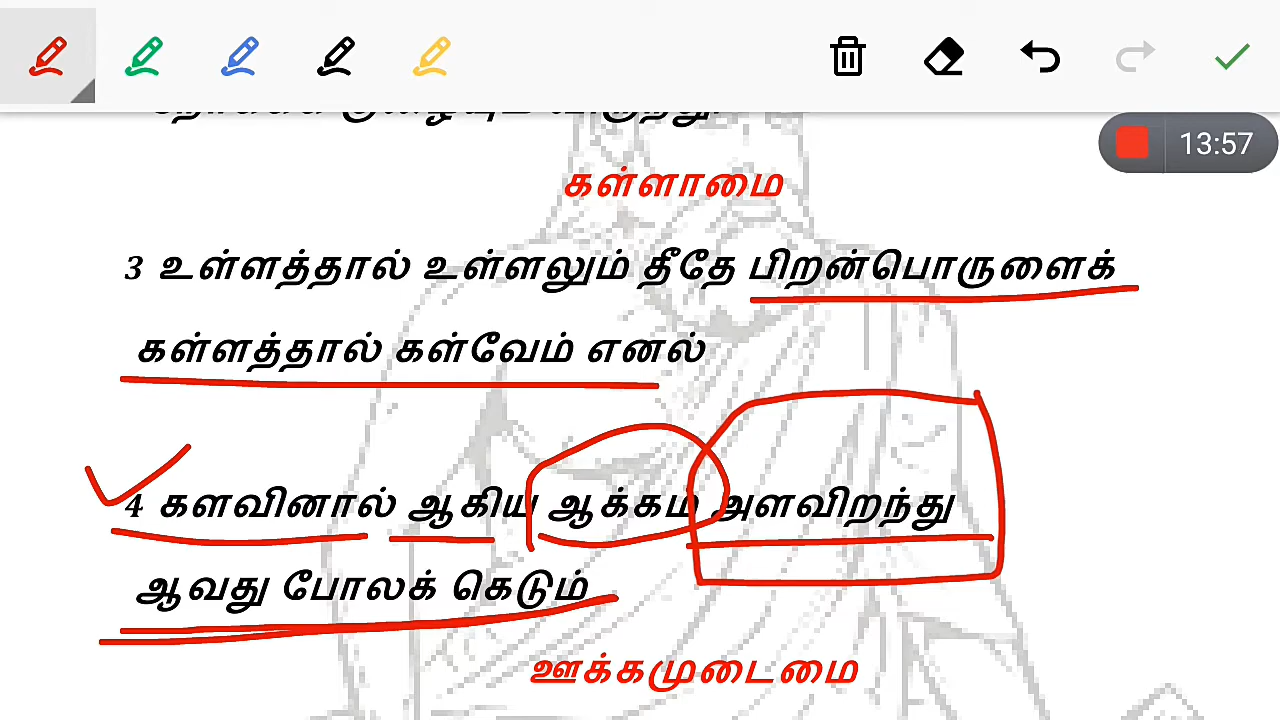 13:57
கள்ளாமை
3 உள்ளத்தால் உள்ளலும் தீதே பிறன்பொருளைக்
கள்ளத்தால் கள்வேம் எனல்
4 களவினால் ஆகிய ஆக்கம் அளவிறந்து
ஆவது போலக் கெடும்
ஊக்கமுடைமை